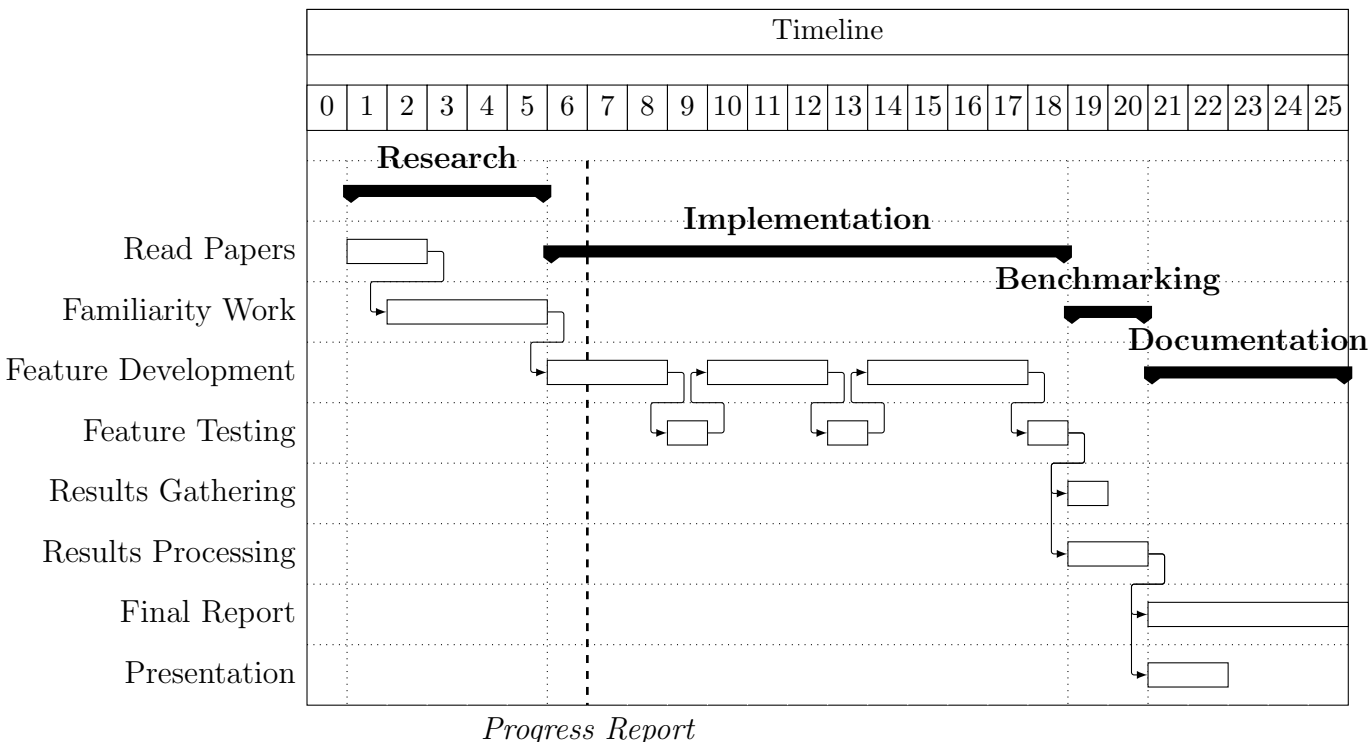 Timeline
0 1 2 3 4 5 6 7 8 9 10 11 12 13 14 15 16 17 18 19 20 21 22 23 24 25
Research
Implementation
Read Papers
Benchmarking
Familiarity Work
Documentation
Feature Development
Feature Testing
Results Gathering
Results Processing
Final Report
Presentation
Progress Report